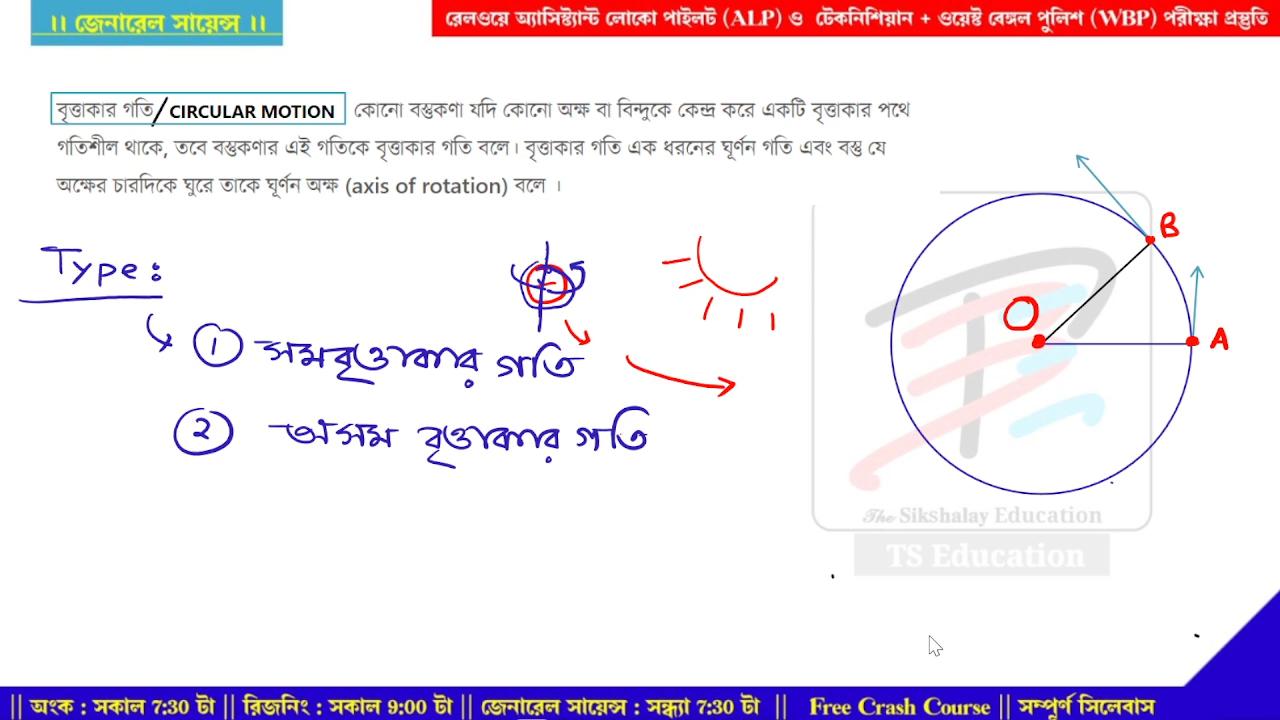 ।। জেনারেল সায়েন্স ।।
রেলওয়ে অ্যাসিস্ট্যান্ট লোকো পাইলট (ALP) ও টেকনিশিয়ান + ওয়েস্ট বেঙ্গল পুলিশ (WBP) পরীক্ষা প্রস্তুতি
বৃত্তাকার গতি/CIRCULAR MOTION কোনো বস্তুকণা যদি কোনো অক্ষ বা বিন্দুকে কেন্দ্র করে একটি বৃত্তাকার পথে
গতিশীল থাকে, তবে বস্তুকণার এই গতিকে বৃত্তাকার গতি বলে। বৃত্তাকার গতি এক ধরনের ঘূর্ণন গতি এবং বস্তু যে
অক্ষের চারদিকে ঘুরে তাকে ঘূর্ণন অক্ষ (axis of rotation) বলে ।
Type:
① সমবৃত্তাকার গতি
② অসম বৃত্তাকার গতি
B
O
A
The Sikshalay Education
TS Education
|| অংক : সকাল 7:30 টা || রিজনিং : সকাল 9:00 টা || জেনারেল সায়েন্স : সন্ধ্যা 7:30 টা || Free Crash Course || সম্পূর্ণ সিলেবাস